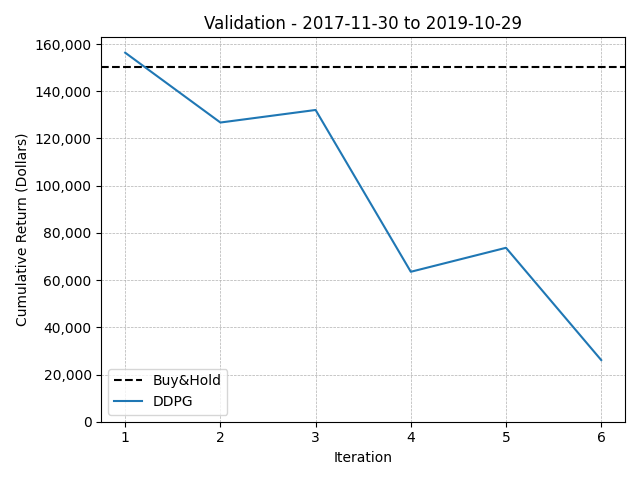 Validation - 2017-11-30 to 2019-10-29
Cumulative Return (Dollars)
160,000
140,000
120,000
100,000
80,000
60,000
40,000
20,000
0
Buy&Hold
DDPG
1 2 3 4 5 6
Iteration